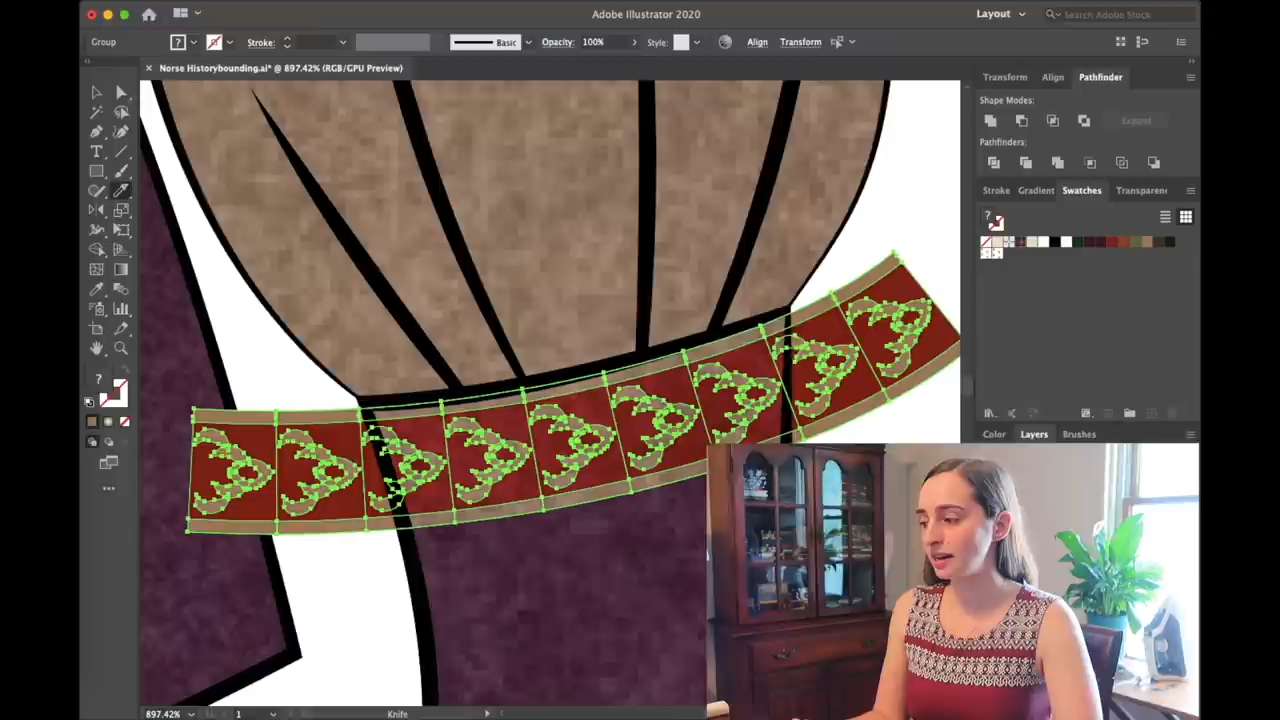 Adobe Illustrator 2020
Layout
Search Adobe Stock
Group
?
Stroke:
Basic
Opacity: 100%
Style:
Align
Transform
× Norse Historybounding.ai* @ 897.42% (RGB/GPU Preview)
Transform Align Pathfinder
Shape Modes:
Expand
Pathfinders:
Stroke Gradient Swatches Transparen
?
Color Layers Brushes
?
897.42%
1
Knife